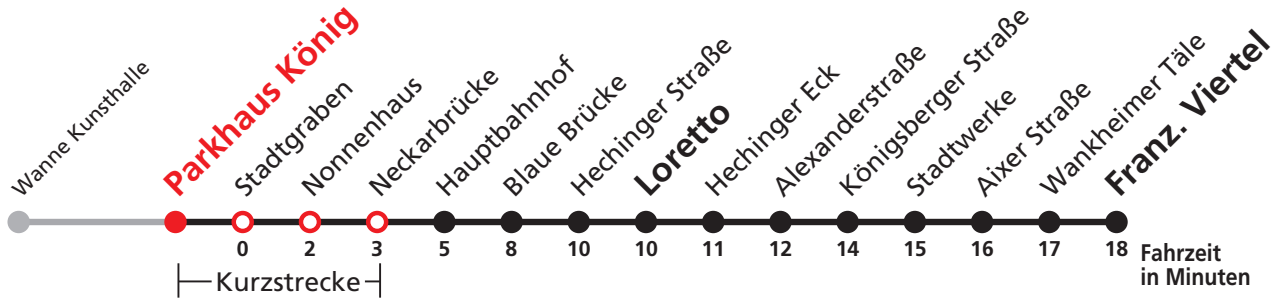 Wanne Kunsthalle
Parkhaus König
Stadtgraben
Nonnenhaus
Neckarbrücke
Hauptbahnhof
Blaue Brücke
Hechinger Straße
Loretto
Hechinger Eck
Alexanderstraße
Königsberger Straße
Stadtwerke
Aixer Straße
Wankheimer Täle
Franz. Viertel
0 2 3 5 8 10 10 11 12 14 15 16 17 18 Fahrzeit
in Minuten
Kurzstrecke